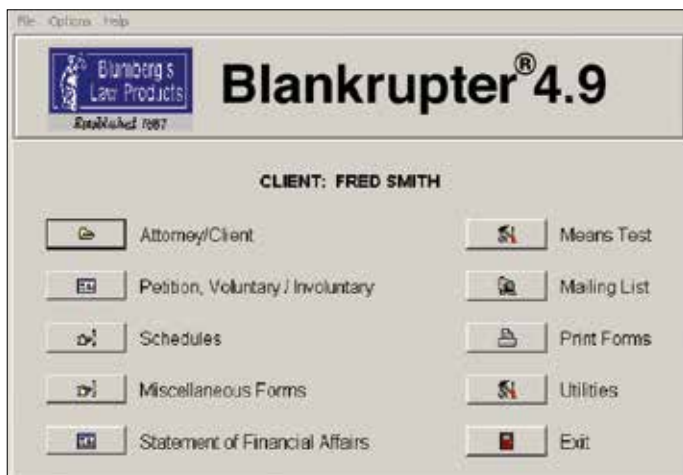 File Options Help
Blumberg's
Law Products
Established 1887
Blankrupter®4.9
CLIENT: FRED SMITH
Attorney/Client
Means Test
Petition, Voluntary / Involuntary
Mailing List
Schedules
Print Forms
Miscellaneous Forms
Utilities
Statement of Financial Affairs
Exit